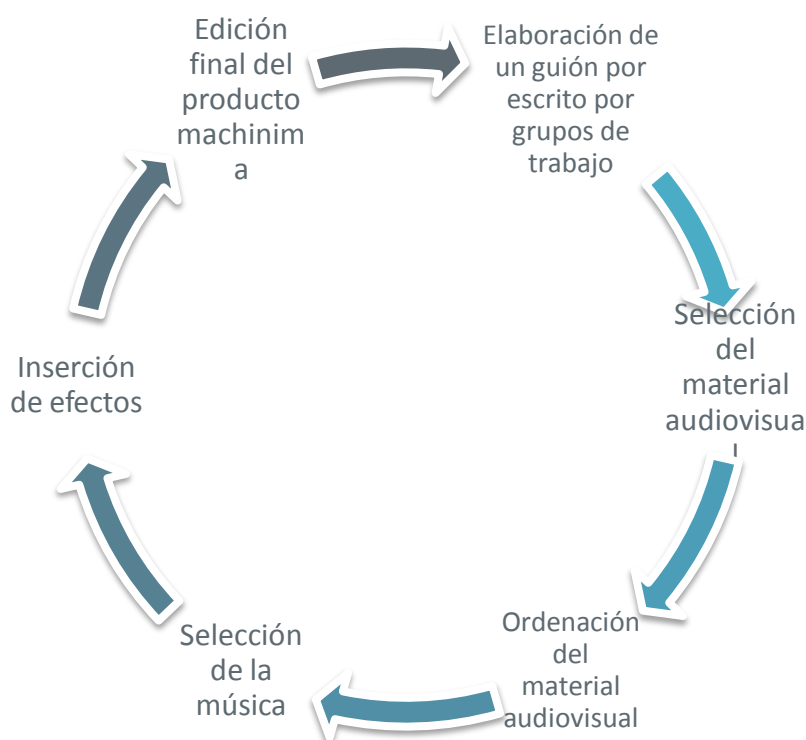 Edición
final del
producto
machinim
a
Elaboración de
un guión por
escrito por
grupos de
trabajo
Selección
del
material
audiovisua
l
Ordenación
del
material
audiovisual
Selección
de la
música
Inserción
de efectos